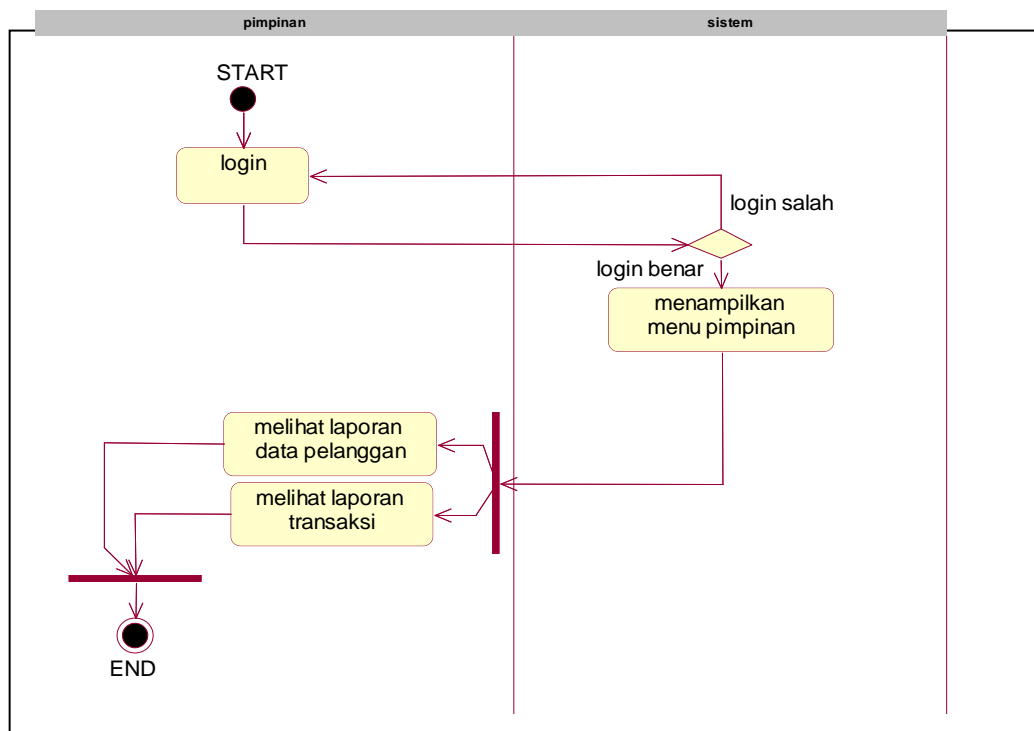 pimpinan
sistem
START
login
login salah
login benar
menampilkan
menu pimpinan
melihat laporan
data pelanggan
melihat laporan
transaksi
END